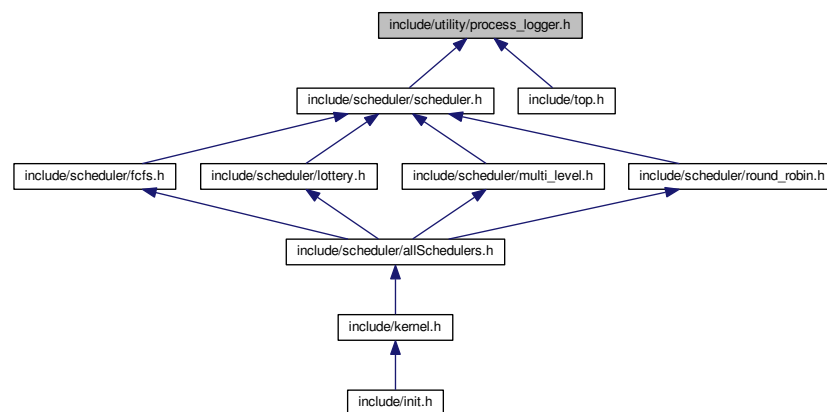 include/utility/process_logger.h
include/scheduler/scheduler.h
include/top.h
include/scheduler/fcfs.h
include/scheduler/lottery.h
include/scheduler/multi_level.h
include/scheduler/round_robin.h
include/scheduler/allSchedulers.h
include/kernel.h
include/init.h